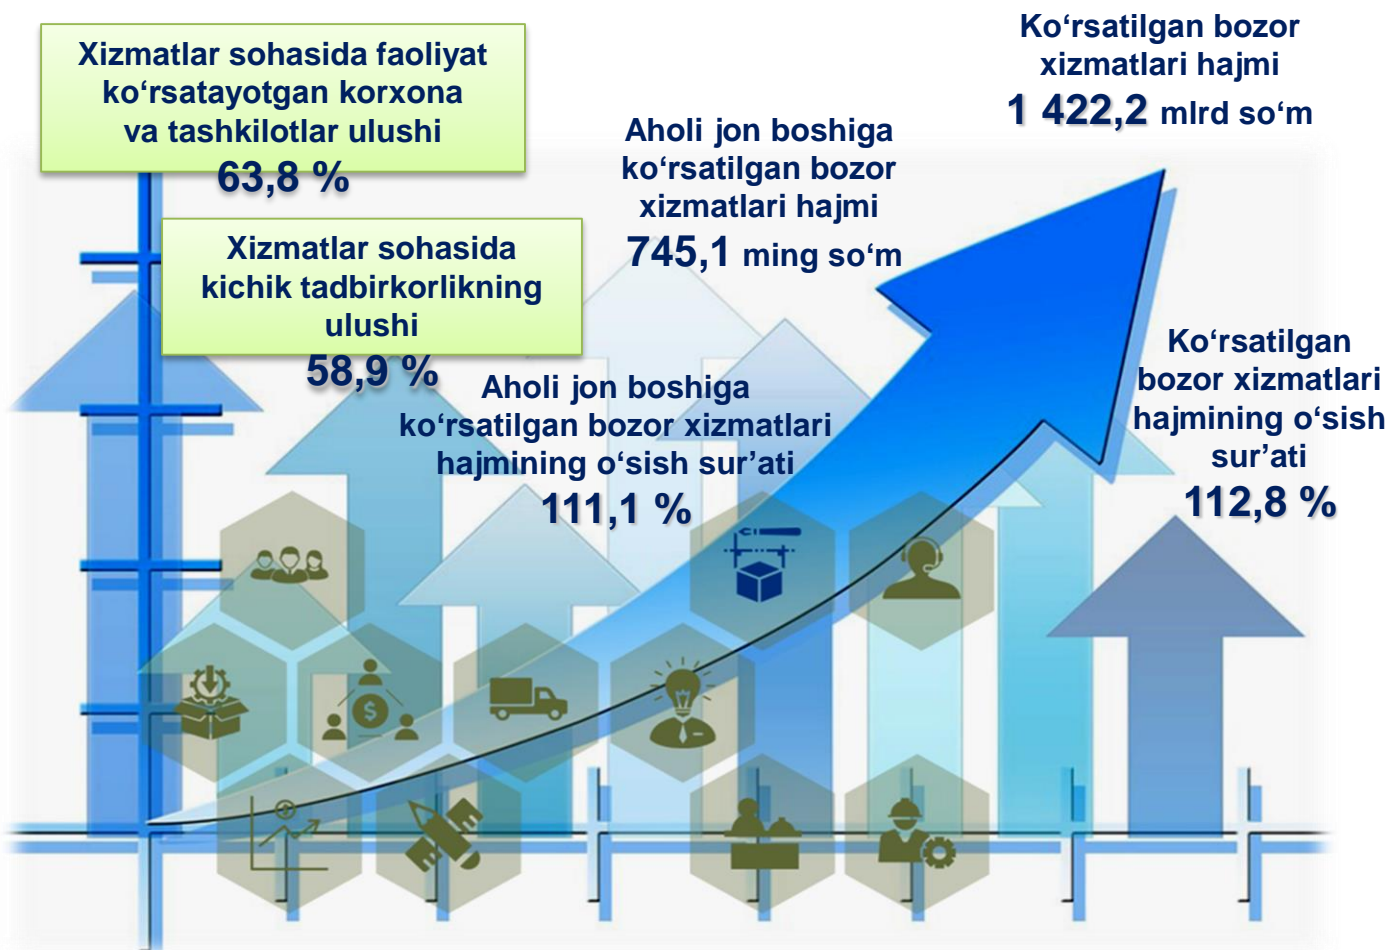 Xizmatlar sohasida faoliyat
ko‘rsatayotgan korxona
va tashkilotlar ulushi
63,8 %
Xizmatlar sohasida
kichik tadbirkorlikning
ulushi
58,9 %
Aholi jon boshiga
ko‘rsatilgan bozor
xizmatlari hajmi
745,1 ming so‘m
Ko‘rsatilgan bozor
xizmatlari hajmi
1 422,2 mlrd so‘m
Aholi jon boshiga
ko‘rsatilgan bozor xizmatlari
hajmining o‘sish sur’ati
111,1 %
Ko‘rsatilgan
bozor xizmatlari
hajmining o‘sish
sur’ati
112,8 %